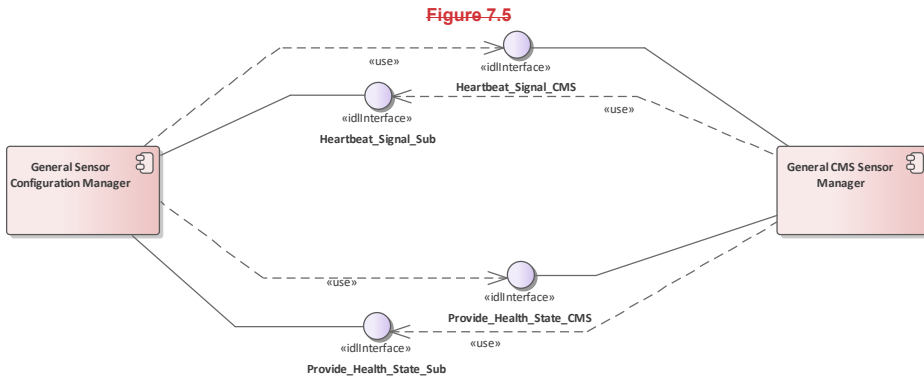 Figure 7.5
«use»
«idlInterface»
Heartbeat_Signal_CMS
«use»
«idlInterface»
Heartbeat_Signal_Sub
General Sensor
Configuration Manager
General CMS Sensor
Manager
«use»
«idlInterface»
Provide_Health_State_CMS
«idlInterface»
«use»
Provide_Health_State_Sub